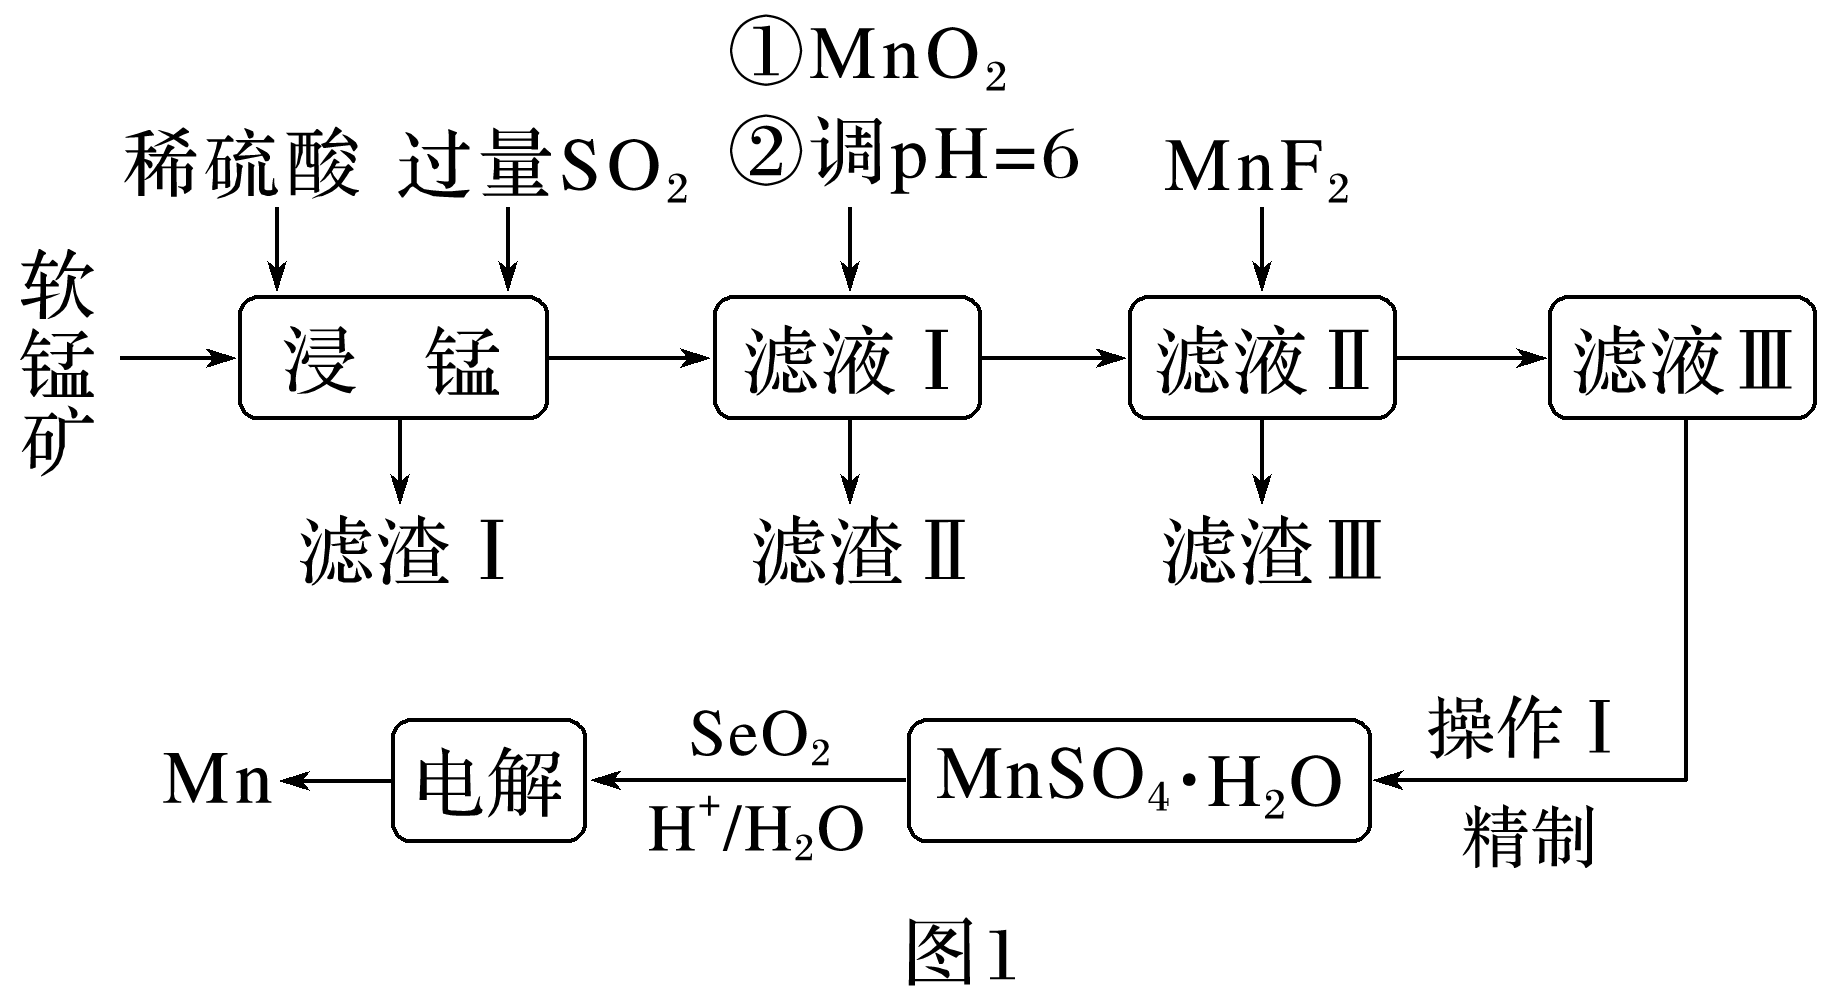 ①MnO₂
②调pH=6
稀硫酸 过量SO₂
MnF₂
软锰矿
浸 锰
滤液Ⅰ
滤液Ⅱ
滤液Ⅲ
滤渣Ⅰ
滤渣Ⅱ
滤渣Ⅲ
操作Ⅰ
精制
MnSO₄·H₂O
SeO₂
H⁺/H₂O
电解
Mn
图1